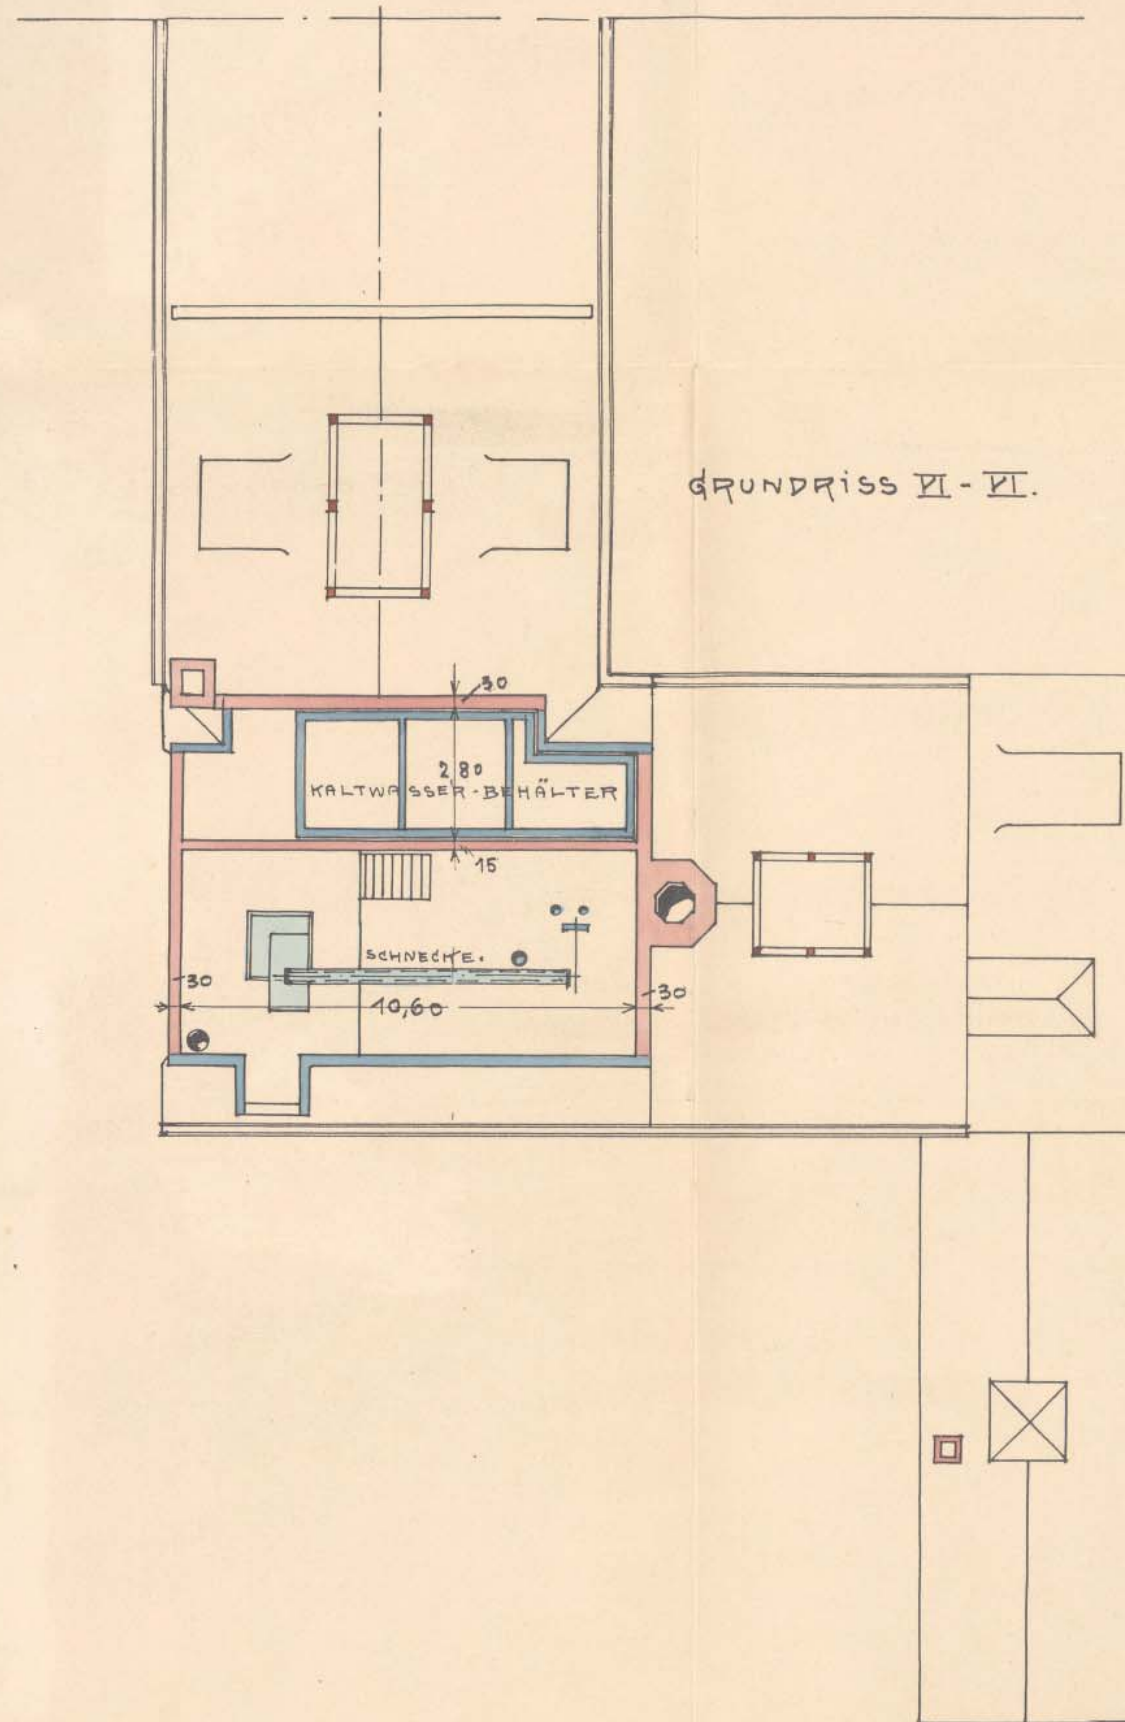 GRUNDRiSS VI - VI.
30
2,80
KALTWASSER-BEHÄLTER
15
SCHNECKE.
30
10,60
30